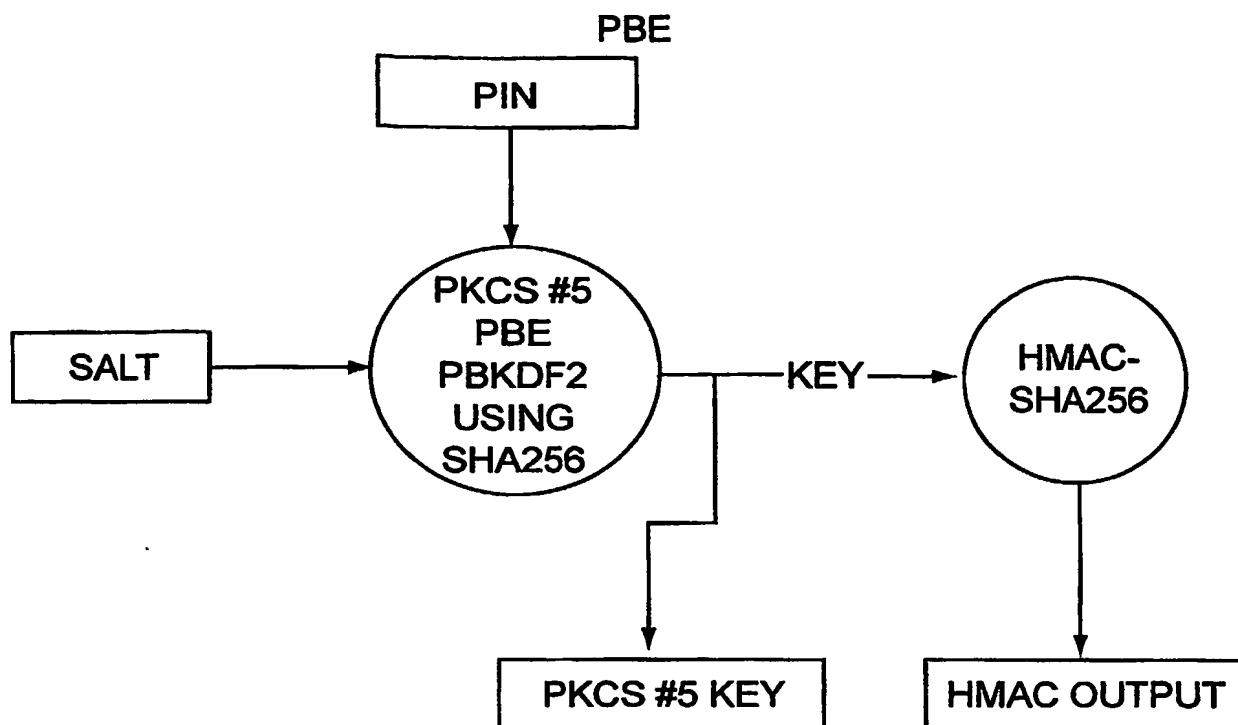 PBE
PIN
PKCS #5
PBE
PBKDF2
USING
SHA256
SALT
KEY
HMAC-
SHA256
PKCS #5 KEY
HMAC OUTPUT